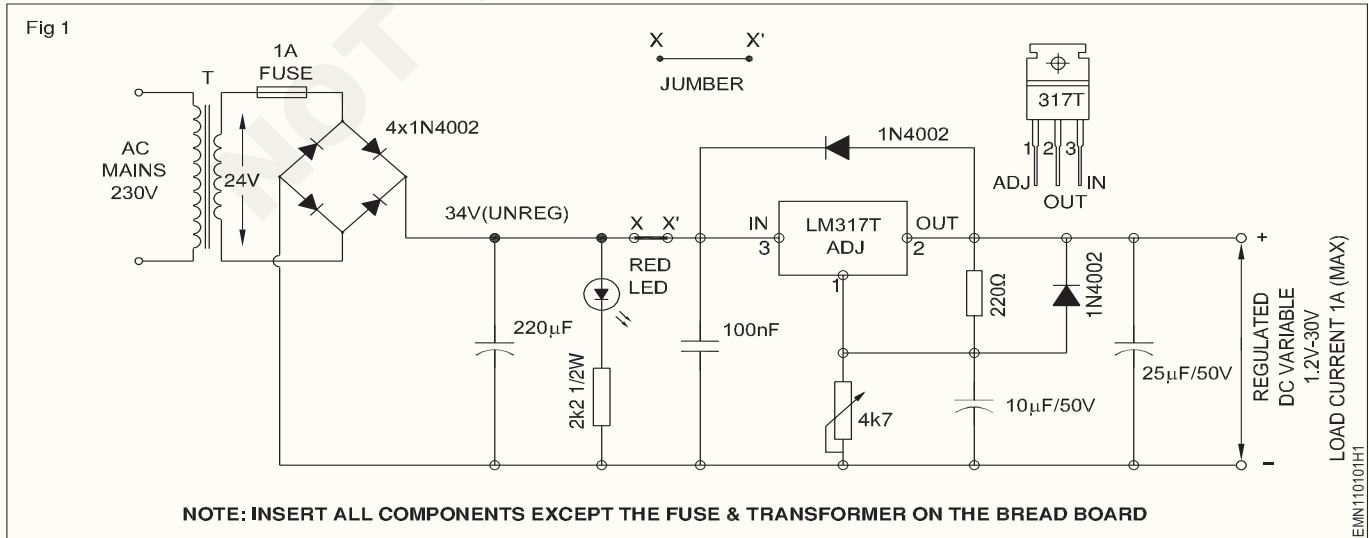 Fig 1
NOT
1A
FUSE
T
4x1N4002
AC
MAINS
230V
24V
X X'
JUMBER
317T
1 2 3
ADJ IN
OUT
1N4002
34V(UNREG)
X X'
RED
LED
IN
3
LM317T
ADJ
OUT
2
1
220µF
2k2 1/2W
100nF
4k7
220Ω
1N4002
10µF/50V
25µF/50V
+
–
REGULATED
DC VARIABLE
1.2V-30V
LOAD CURRENT 1A (MAX)
NOTE: INSERT ALL COMPONENTS EXCEPT THE FUSE & TRANSFORMER ON THE BREAD BOARD
EMN110101H1